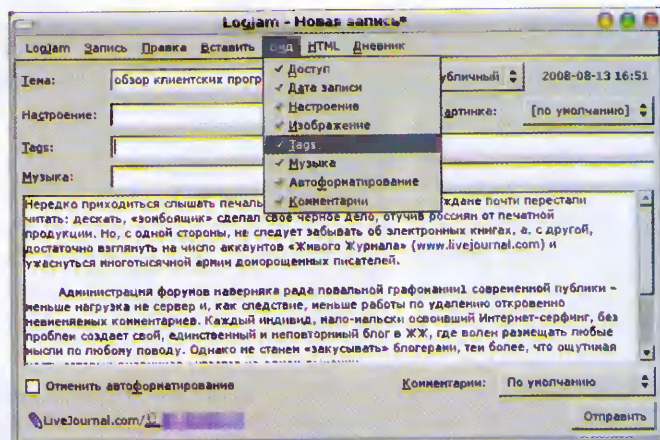 LogJam - Новая запись*
LogJam Запись Правка Вставить Вид HTML Дневник
Тема: обзор клиентских прогр убличный 2008-08-13 16:51
Доступ
Дата записи
Настроение: артинка: [по умолчанию]
Настроение
Изображение
Tags:
Tags
Музыка:
Музыка
Автоформатирование
Комментарии
Нередко приходиться слышать печаль ждане почти перестали
читать: дескать, «зомбоящик» сделал свое черное дело, отучив россиян от печатной
продукции. Но, с одной стороны, не следует забывать об электронных книгах, а, с другой,
достаточно взглянуть на число аккаунтов «Живого Журнала» (www.livejournal.com) и
ужаснуться многотысячной армии доморощенных писателей.
Администрация форумов наверняка рада повальной графомании1 современной публики –
меньше нагрузка не сервер и, как следствие, меньше работы по удалению откровенно
невменяемых комментариев. Каждый индивид, мало-мальски освоивший Интернет-серфинг, без
проблем создает свой, единственный и неповторимый блог в ЖЖ, где волен размещать любые
мысли по любому поводу. Однако не станем «закусывать» блогерами, тем более, что ощутимая
Отменить автоформатирование Комментарии: По умолчанию
LiveJournal.com/ Отправить